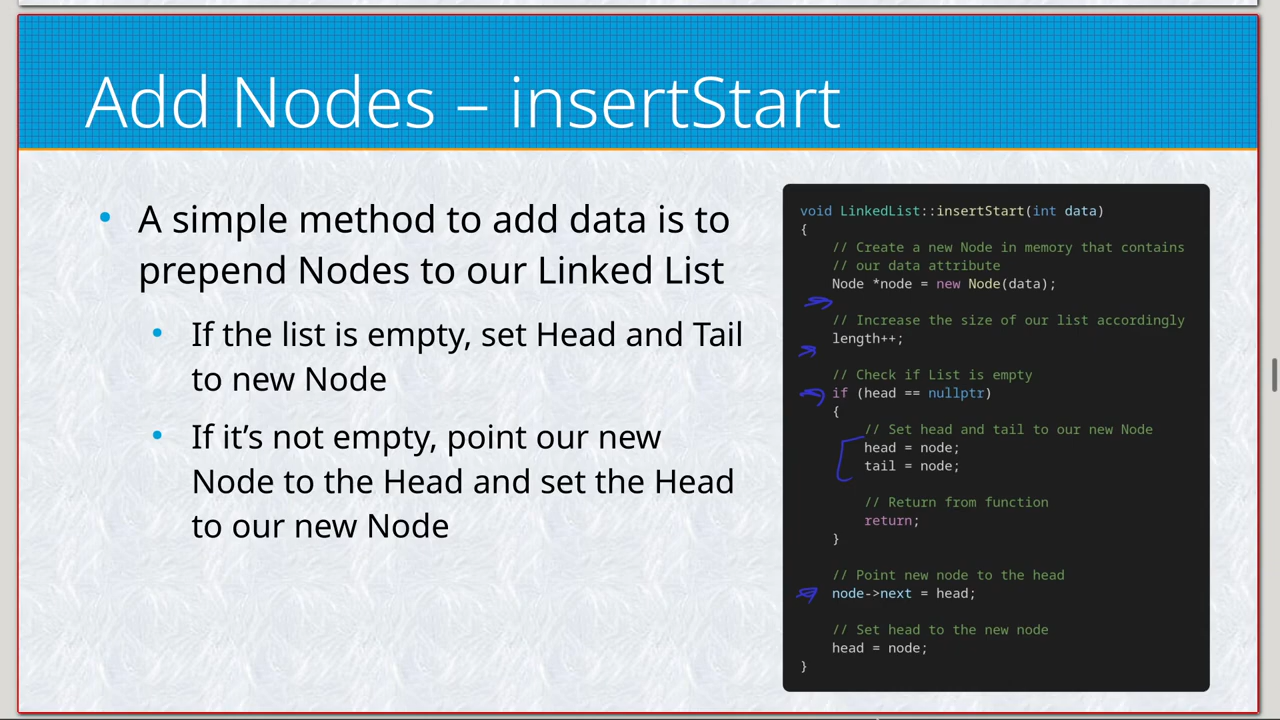 Add Nodes – insertStart
• A simple method to add data is to
prepend Nodes to our Linked List
• If the list is empty, set Head and Tail
to new Node
• If it’s not empty, point our new
Node to the Head and set the Head
to our new Node
void LinkedList::insertStart(int data)
{
// Create a new Node in memory that contains
// our data attribute
Node *node = new Node(data);
// Increase the size of our list accordingly
length++;
// Check if List is empty
if (head == nullptr)
{
// Set head and tail to our new Node
head = node;
tail = node;
// Return from function
return;
}
// Point new node to the head
node->next = head;
// Set head to the new node
head = node;
}